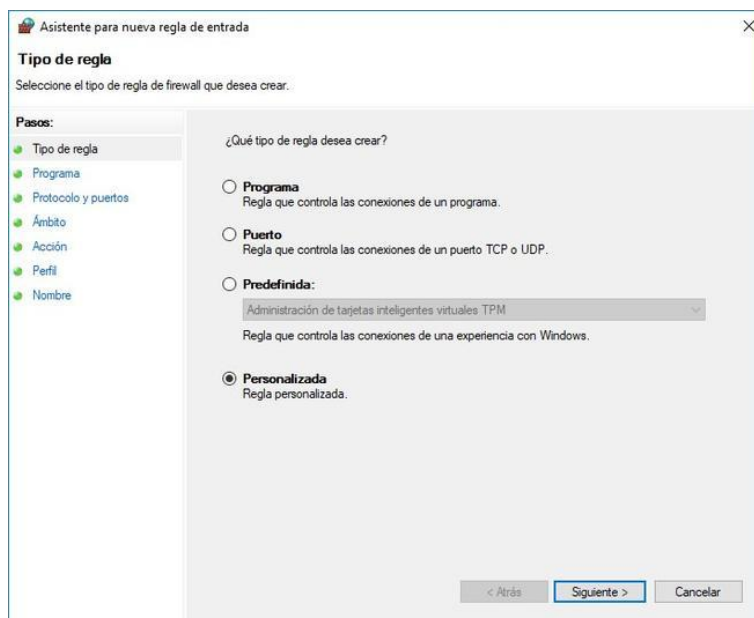 Asistente para nueva regla de entrada
Tipo de regla
Seleccione el tipo de regla de firewall que desea crear.
Pasos:
Tipo de regla
Programa
Protocolo y puertos
Ámbito
Acción
Perfil
Nombre
¿Qué tipo de regla desea crear?
Programa
Regla que controla las conexiones de un programa.
Puerto
Regla que controla las conexiones de un puerto TCP o UDP.
Predefinida:
Administración de tarjetas inteligentes virtuales TPM
Regla que controla las conexiones de una experiencia con Windows.
Personalizada
Regla personalizada.
< Atrás
Siguiente >
Cancelar